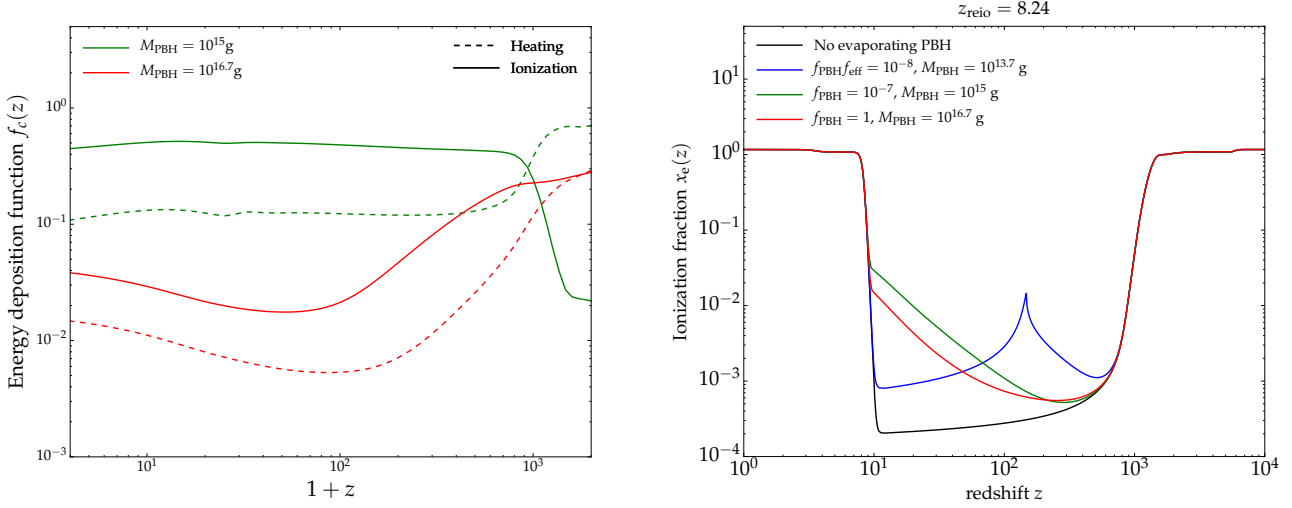 Energy deposition function f_c(z)
10^0
10^{-1}
10^{-2}
10^{-3}
M_PBH = 10^{15}g
M_PBH = 10^{16.7}g
Heating
Ionization
10^1
10^2
10^3
1 + z
z_reio = 8.24
Ionization fraction x_e(z)
10^1
10^0
10^{-1}
10^{-2}
10^{-3}
10^{-4}
No evaporating PBH
f_PBH f_eff = 10^{-8}, M_PBH = 10^{13.7} g
f_PBH = 10^{-7}, M_PBH = 10^{15} g
f_PBH = 1, M_PBH = 10^{16.7} g
10^0
10^1
10^2
10^3
10^4
redshift z